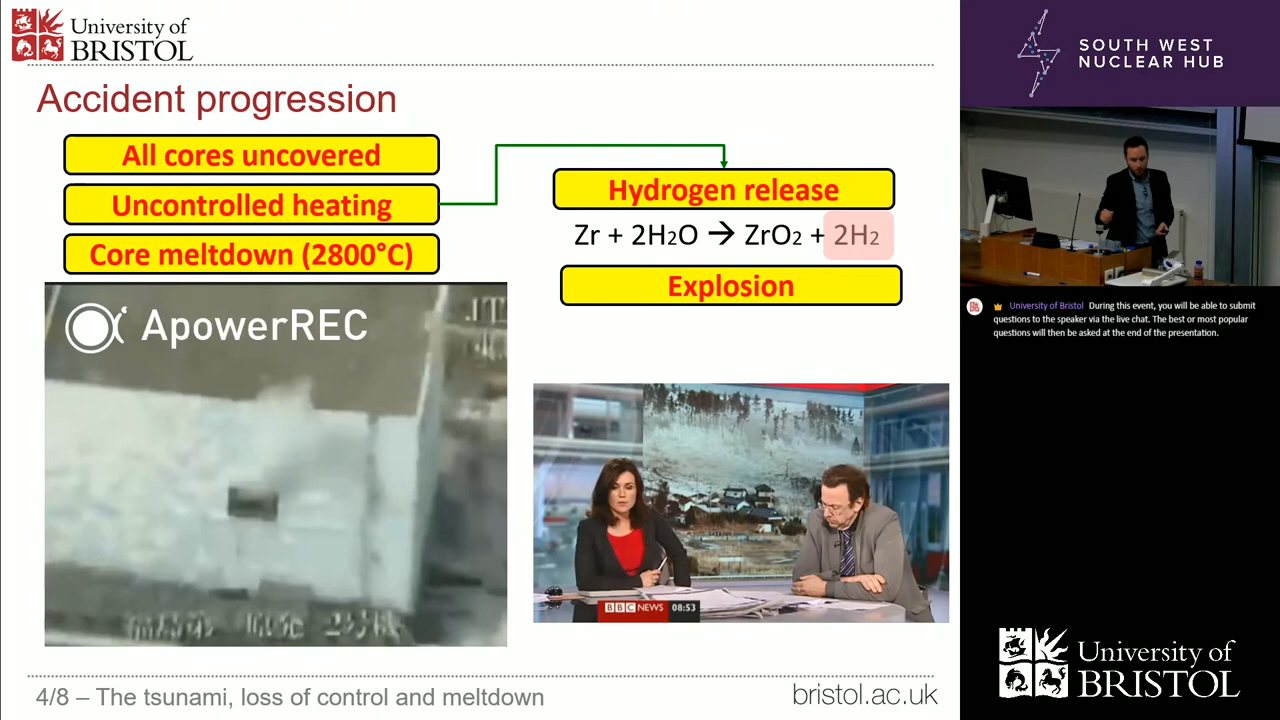 University of
BRISTOL
Accident progression
All cores uncovered
Uncontrolled heating
Core meltdown (2800°C)
Hydrogen release
Zr + 2H2O → ZrO2 + 2H2
Explosion
ApowerREC
BBC NEWS 08:53
4/8 – The tsunami, loss of control and meltdown
bristol.ac.uk
SOUTH WEST
NUCLEAR HUB
University of Bristol During this event, you will be able to submit
questions to the speaker via the live chat. The best or most popular
questions will then be asked at the end of the presentation.
University of
BRISTOL